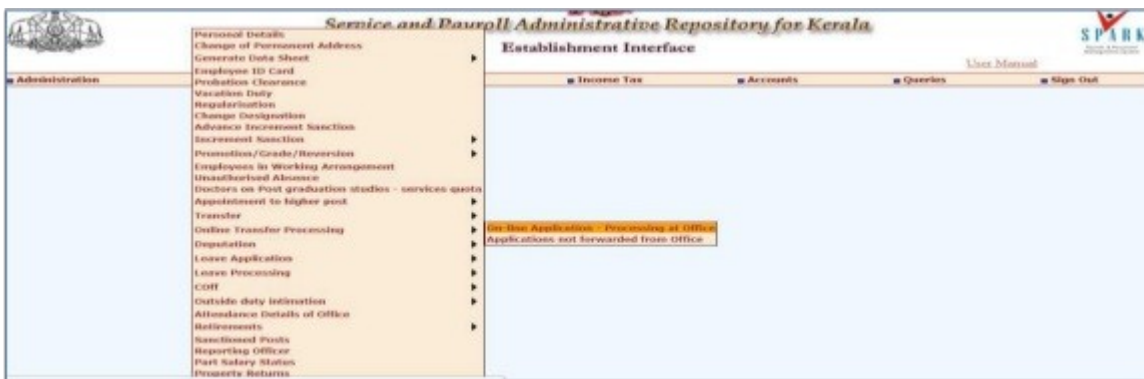 Service and Payroll Administrative Repository for Kerala
Establishment Interface
SPARK
User Manual
Administration
Income Tax
Accounts
Queries
Sign Out
Personal Details
Change of Permanent Address
Generate Data Sheet
Employee ID Card
Probation Clearance
Vacation Duty
Regularisation
Change Designation
Advance Increment Sanction
Increment Sanction
Promotion/Grade/Reversion
Employees in Working Arrangement
Unauthorised Absence
Doctors on Post graduation studies - services quota
Appointment to higher post
Transfer
Online Transfer Processing
Deputation
Leave Application
Leave Processing
COff
Outside duty intimation
Attendance Details of Office
Retirements
Sanctioned Posts
Reporting Officer
Part Salary Status
Property Returns
On-line Application - Processing at Office
Applications not forwarded from Office